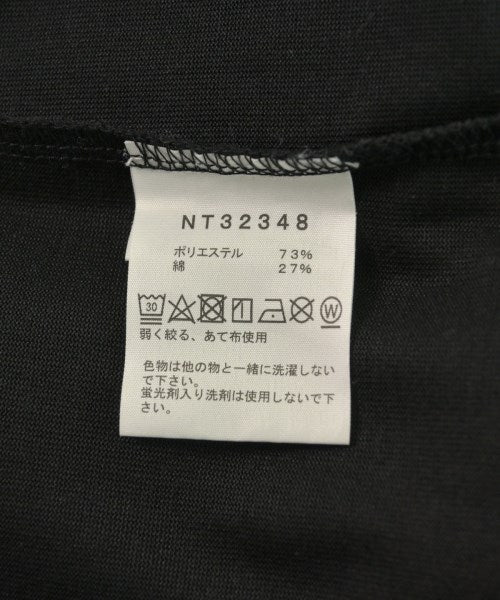 NT32348
ポリエステル 73%
綿 27%
30 W
弱く絞る、あて布使用
色物は他の物と一緒に洗濯しない
で下さい。
蛍光剤入り洗剤は使用しないで下
さい。